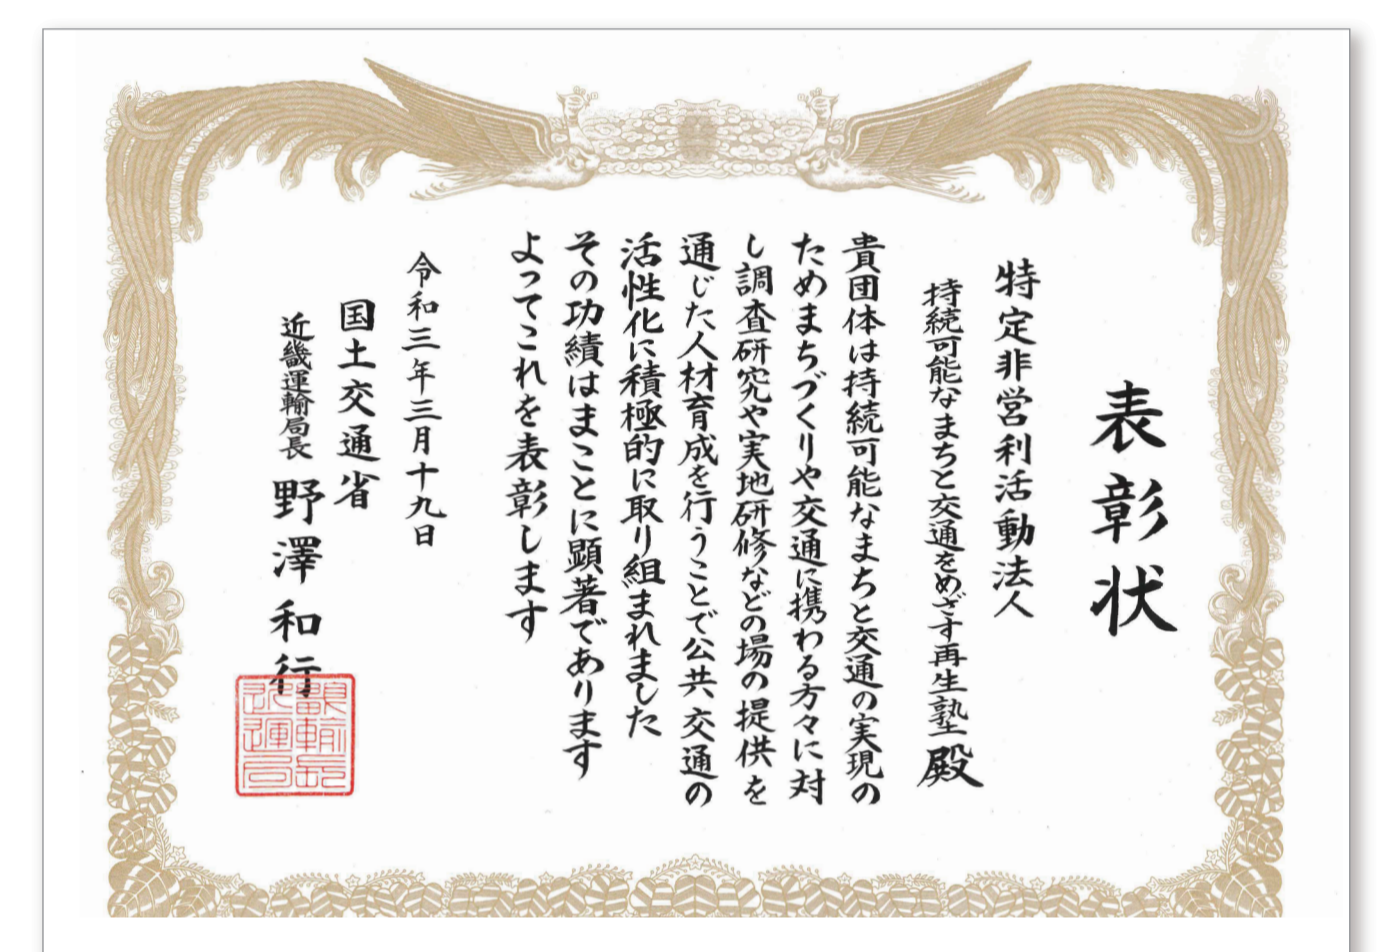 表彰状
特定非営利活動法人
持続可能なまちと交通をめざす再生塾 殿
貴団体は持続可能なまちと交通の実現の
ためまちづくりや交通に携わる方々に対
し調査研究や実地研修などの場の提供を
通じた人材育成を行うことで公共交通の
活性化に積極的に取り組まれました
その功績はまことに顕著であります
よってこれを表彰します
令和三年三月十九日
国土交通省
近畿運輸局長 野澤和行